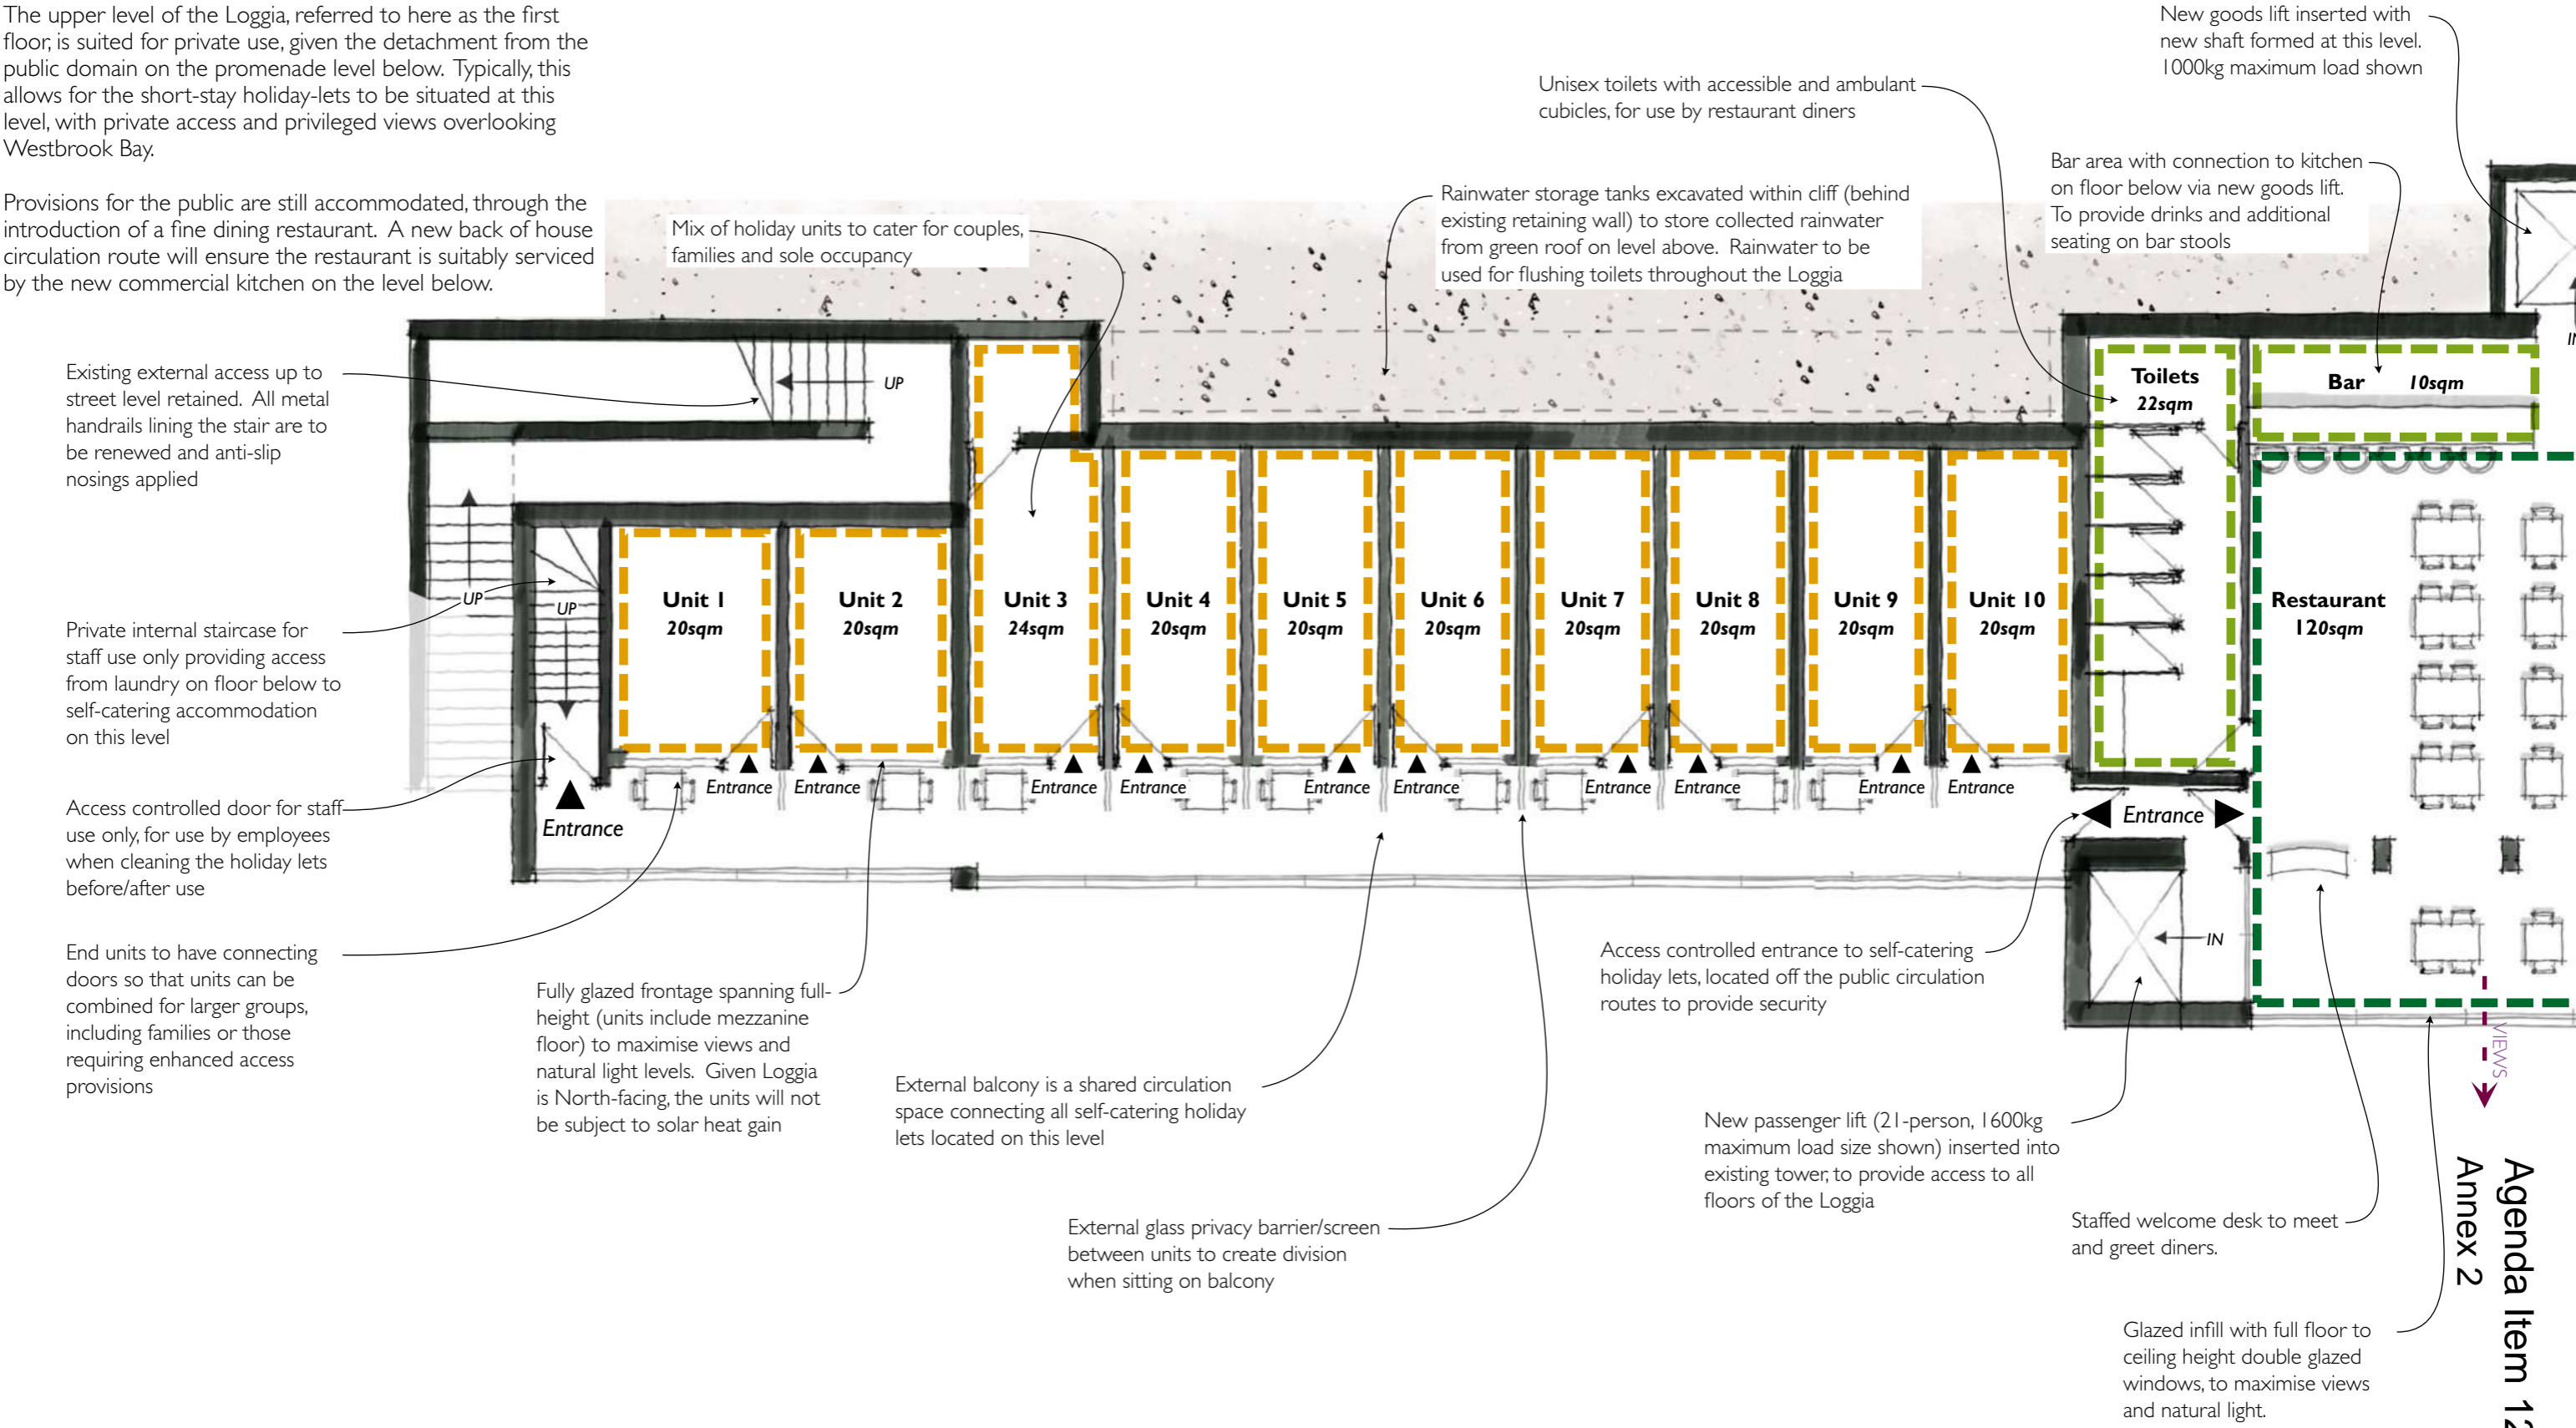 The upper level of the Loggia, referred to here as the first
floor, is suited for private use, given the detachment from the
public domain on the promenade level below.  Typically, this
allows for the short-stay holiday-lets to be situated at this
level, with private access and privileged views overlooking
Westbrook Bay.
Provisions for the public are still accommodated, through the
introduction of a fine dining restaurant.  A new back of house
circulation route will ensure the restaurant is suitably serviced
by the new commercial kitchen on the level below.
New goods lift inserted with
new shaft formed at this level.
1000kg maximum load shown
Unisex toilets with accessible and ambulant
cubicles, for use by restaurant diners
Bar area with connection to kitchen
on floor below via new goods lift.
To provide drinks and additional
seating on bar stools
Rainwater storage tanks excavated within cliff (behind
existing retaining wall) to store collected rainwater
from green roof on level above.  Rainwater to be
used for flushing toilets throughout the Loggia
Mix of holiday units to cater for couples,
families and sole occupancy
Existing external access up to
street level retained.  All metal
handrails lining the stair are to
be renewed and anti-slip
nosings applied
UP
Toilets
22sqm
Bar 10sqm
Private internal staircase for
staff use only providing access
from laundry on floor below to
self-catering accommodation
on this level
UP
UP
Unit 1
20sqm
Unit 2
20sqm
Unit 3
24sqm
Unit 4
20sqm
Unit 5
20sqm
Unit 6
20sqm
Unit 7
20sqm
Unit 8
20sqm
Unit 9
20sqm
Unit 10
20sqm
Restaurant
120sqm
Access controlled door for staff
use only, for use by employees
when cleaning the holiday lets
before/after use
Entrance
Entrance
Entrance
Entrance
Entrance
Entrance
Entrance
Entrance
Entrance
Entrance
Entrance
Entrance
End units to have connecting
doors so that units can be
combined for larger groups,
including families or those
requiring enhanced access
provisions
Fully glazed frontage spanning full-
height (units include mezzanine
floor) to maximise views and
natural light levels.  Given Loggia
is North-facing, the units will not
be subject to solar heat gain
External balcony is a shared circulation
space connecting all self-catering holiday
lets located on this level
External glass privacy barrier/screen
between units to create division
when sitting on balcony
Access controlled entrance to self-catering
holiday lets, located off the public circulation
routes to provide security
IN
New passenger lift (21-person, 1600kg
maximum load size shown) inserted into
existing tower, to provide access to all
floors of the Loggia
VIEWS
Staffed welcome desk to meet
and greet diners.
Glazed infill with full floor to
ceiling height double glazed
windows, to maximise views
and natural light.
Agenda Item
Annex 2